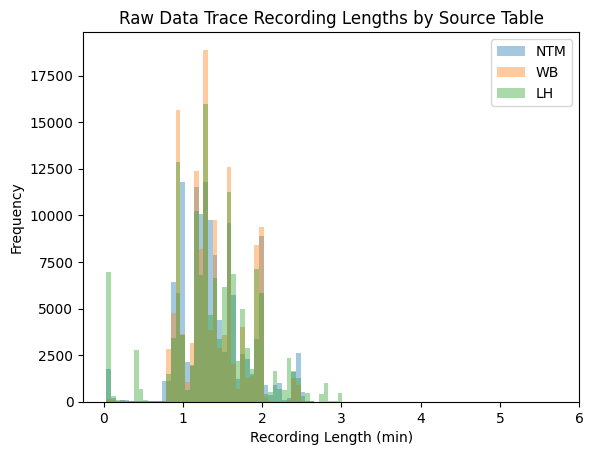 Raw Data Trace Recording Lengths by Source Table
NTM
WB
LH
17500
15000
12500
10000
7500
5000
2500
0
Frequency
0 1 2 3 4 5 6
Recording Length (min)